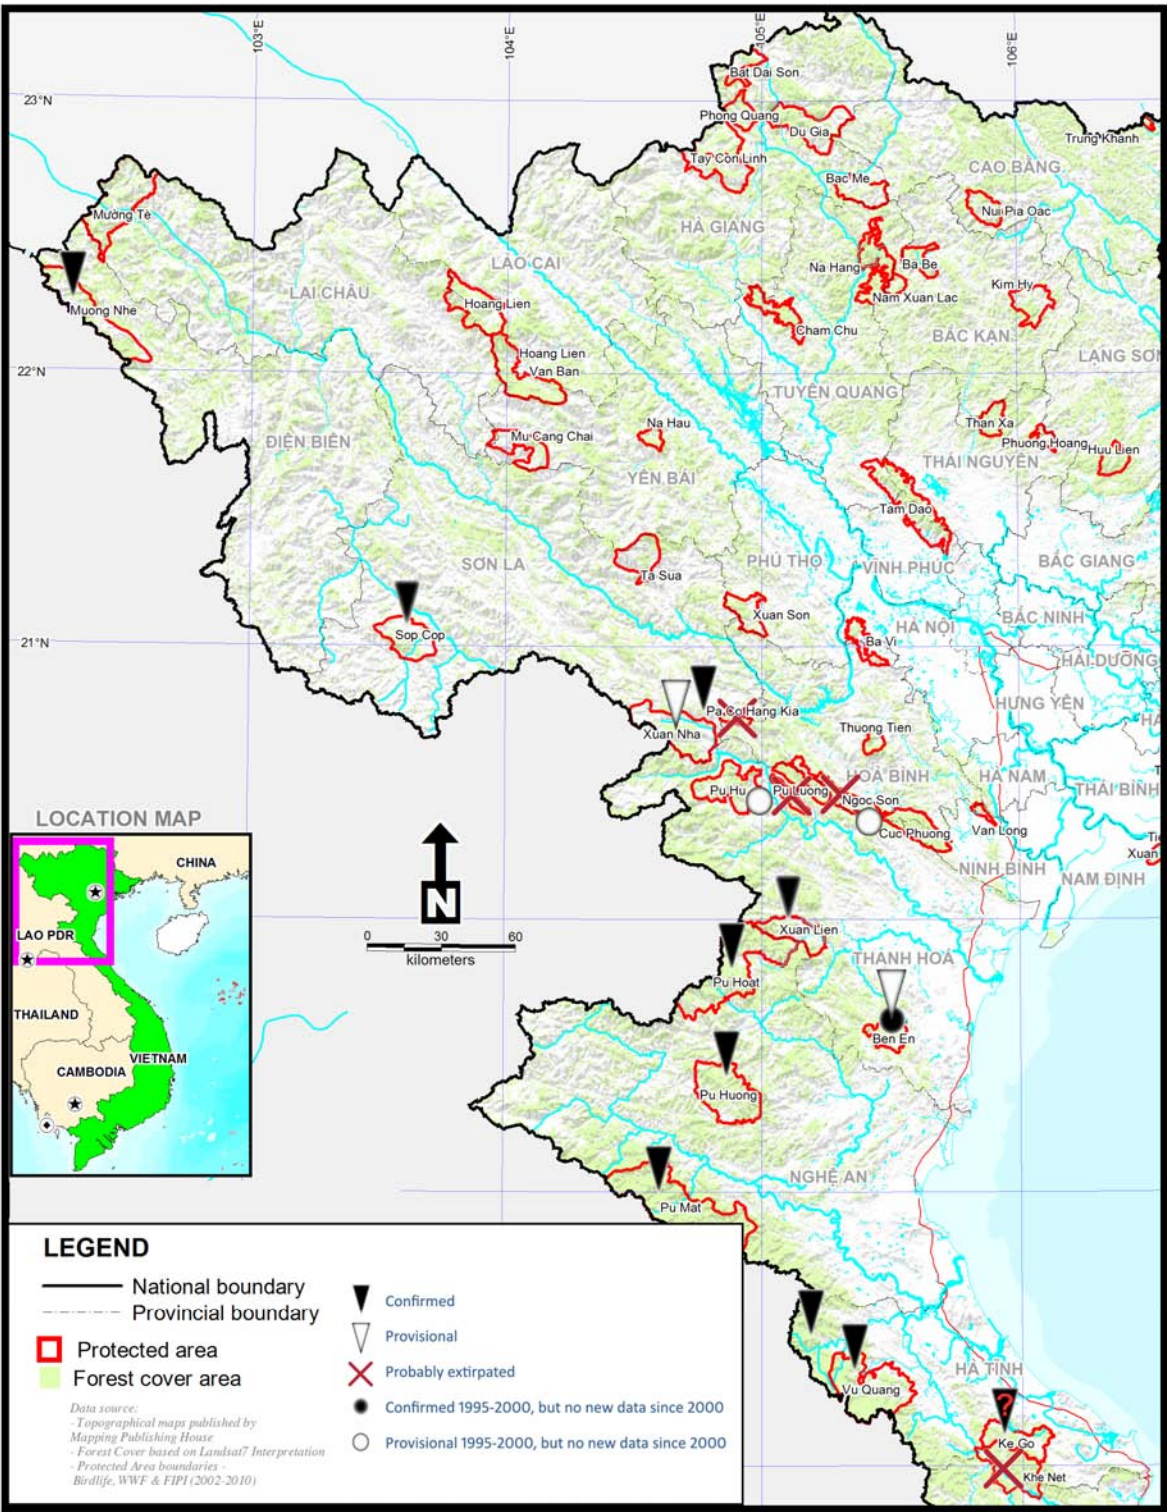 103°E
104°E
105°E
106°E
23°N
22°N
21°N
Bat Dai Son
Phong Quang
Du Gia
Tay Con Linh
Trung Khanh
CAO BẰNG
Bac Me
Nui Pia Oac
Mường Tè
HÀ GIANG
LÀO CAI
Na Hang
Ba Be
LAI CHÂU
Nam Xuan Lac
Kim Hy
Muong Nhe
Hoang Lien
Cham Chu
BẮC KẠN
Hoang Lien
Van Ban
LẠNG SƠN
TUYÊN QUANG
Na Hau
Than Xa
ĐIỆN BIÊN
Mu Cang Chai
Phuong Hoang
Huu Lien
THÁI NGUYÊN
YÊN BÁI
Tam Dao
SƠN LA
PHÚ THỌ
VĨNH PHÚC
BẮC GIANG
Ta Sua
Xuan Son
BẮC NINH
HÀ NỘI
Sop Cop
Ba Vi
HẢI DƯƠNG
HƯNG YÊN
Pa Co Hang Kia
HẢ
Xuan Nha
Thuong Tien
HOÀ BÌNH
HÀ NAM
THÁI BÌNH
Pu Hu
Pu Luong
Ngoc Son
Cuc Phuong
Van Long
Tie
Xuan
NINH BÌNH
NAM ĐỊNH
LOCATION MAP
CHINA
LAO PDR
THAILAND
VIETNAM
CAMBODIA
N
0 30 60
kilometers
Xuan Lien
THANH HOÁ
Pu Hoat
Ben En
Pu Huong
NGHỆ AN
Pu Mat
HÀ TĨNH
Vu Quang
?
Ke Go
Khe Net
LEGEND
National boundary
Provincial boundary
Protected area
Forest cover area
Data source:
- Topographical maps published by
Mapping Publishing House
- Forest Cover based on Landsat7 Interpretation
- Protected Area boundaries -
Birdlife, WWF & FIPI (2002-2010)
Confirmed
Provisional
Probably extirpated
Confirmed 1995-2000, but no new data since 2000
Provisional 1995-2000, but no new data since 2000